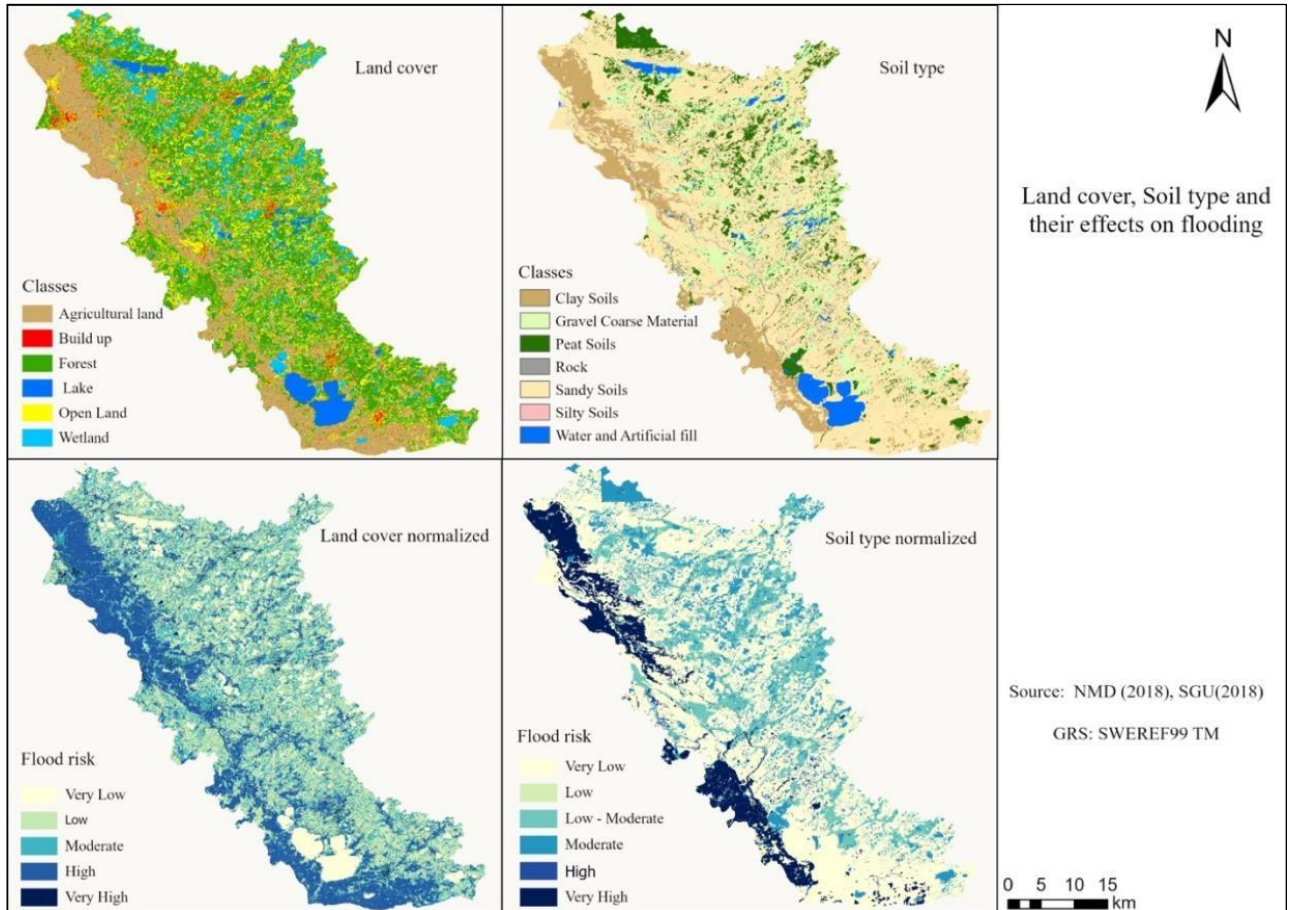 Land cover
Classes
Agricultural land
Build up
Forest
Lake
Open Land
Wetland
Soil type
Classes
Clay Soils
Gravel Coarse Material
Peat Soils
Rock
Sandy Soils
Silty Soils
Water and Artificial fill
N
Land cover, Soil type and
their effects on flooding
Land cover normalized
Flood risk
Very Low
Low
Moderate
High
Very High
Soil type normalized
Flood risk
Very Low
Low
Low - Moderate
Moderate
High
Very High
Source: NMD (2018), SGU(2018)
GRS: SWEREF99 TM
0 5 10 15
km